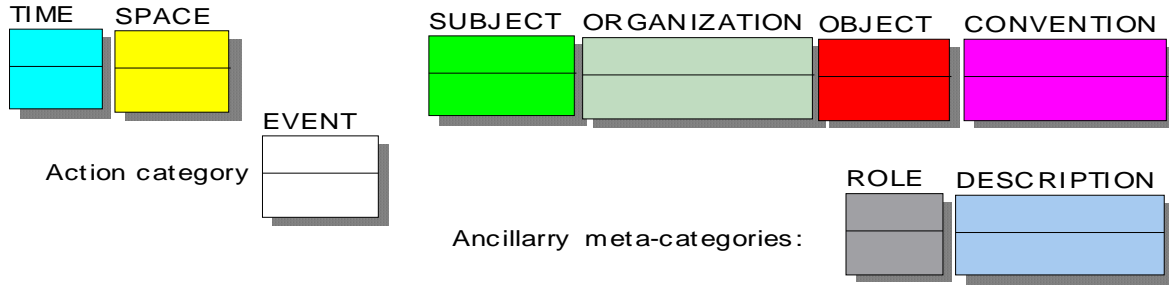 TIME SPACE SUBJECT ORGANIZATION OBJECT CONVENTION
EVENT
Action category
ROLE DESCRIPTION
Ancillarry meta-categories: